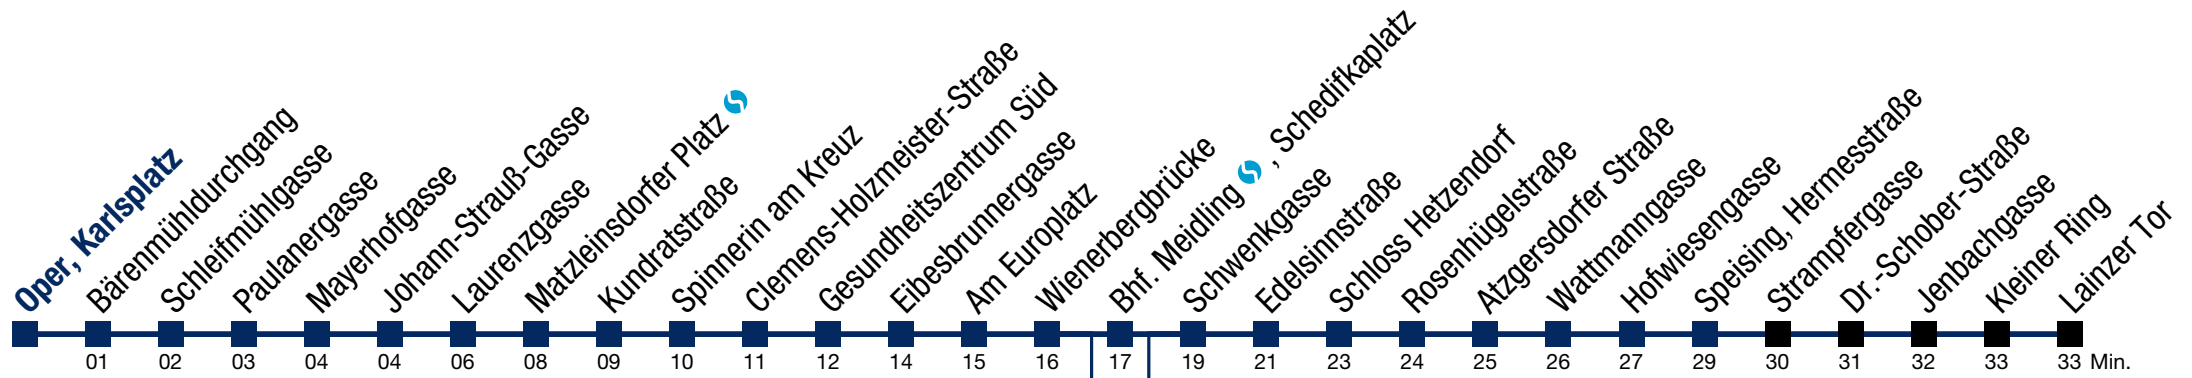 Oper, Karlsplatz
Bärenmühldurchgang
Schleifmühlgasse
Paulanergasse
Mayerhofgasse
Johann-Strauß-Gasse
Laurenzgasse
Matzleinsdorfer Platz
Kundratstraße
Spinnerin am Kreuz
Clemens-Holzmeister-Straße
Gesundheitszentrum Süd
Eibesbrunnergasse
Am Europlatz
Wienerbergbrücke
Bhf. Meidling , Schedifkaplatz
Schwenkgasse
Edelsinnstraße
Schloss Hetzendorf
Rosenhügelstraße
Atzgersdorfer Straße
Wattmanngasse
Hofwiesengasse
Speising, Hermesstraße
Strampfergasse
Dr.-Schober-Straße
Jenbachgasse
Kleiner Ring
Lainzer Tor
01 02 03 04 04 06 08 09 10 11 12 14 15 16 17 19 21 23 24 25 26 27 29 30 31 32 33 33 Min.